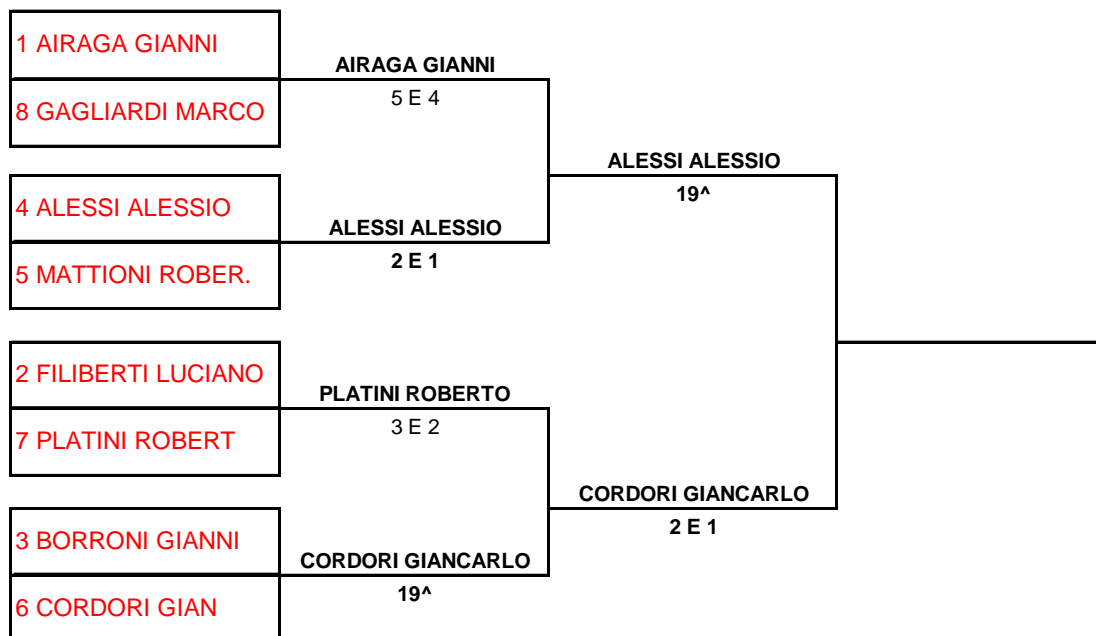 1 AIRAGA GIANNI
8 GAGLIARDI MARCO
4 ALESSI ALESSIO
5 MATTIONI ROBER.
2 FILIBERTI LUCIANO
7 PLATINI ROBERT
3 BORRONI GIANNI
6 CORDORI GIAN
AIRAGA GIANNI
5 E 4
ALESSI ALESSIO
2 E 1
PLATINI ROBERTO
3 E 2
CORDORI GIANCARLO
19^
ALESSI ALESSIO
19^
CORDORI GIANCARLO
2 E 1